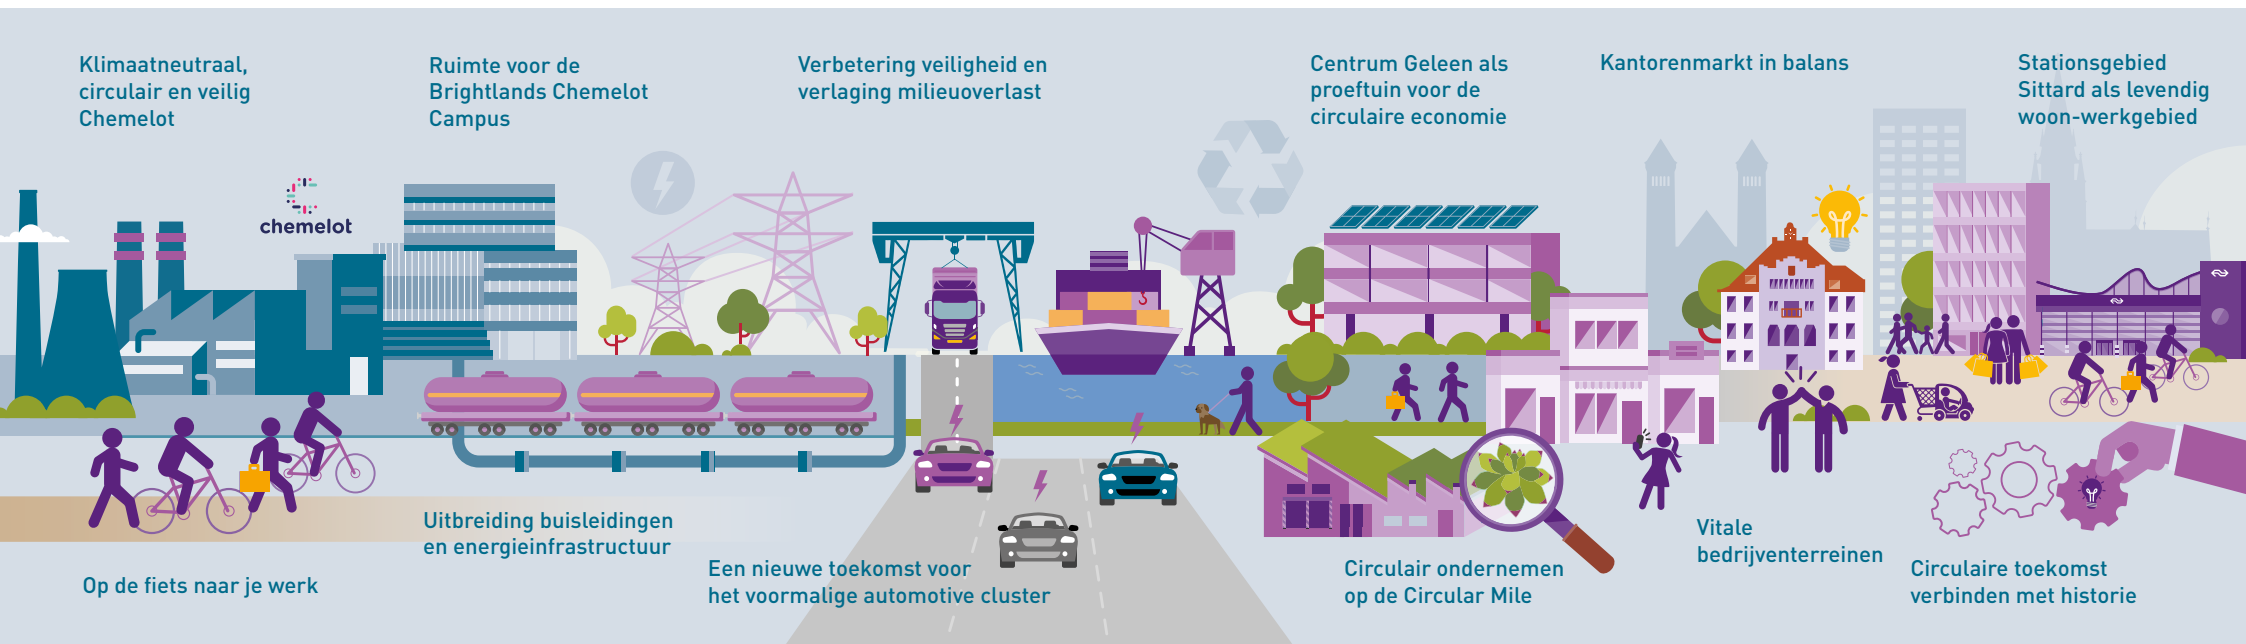 Klimaatneutraal,
circulair en veilig
Chemelot
Ruimte voor de
Brightlands Chemelot
Campus
Verbetering veiligheid en
verlaging milieuoverlast
Centrum Geleen als
proeftuin voor de
circulaire economie
Kantorenmarkt in balans
Stationsgebied
Sittard als levendig
woon-werkgebied
chemelot
Op de fiets naar je werk
Uitbreiding buisleidingen
en energieinfrastructuur
Een nieuwe toekomst voor
het voormalige automotive cluster
Circulair ondernemen
op de Circular Mile
Vitale
bedrijventerreinen
Circulaire toekomst
verbinden met historie